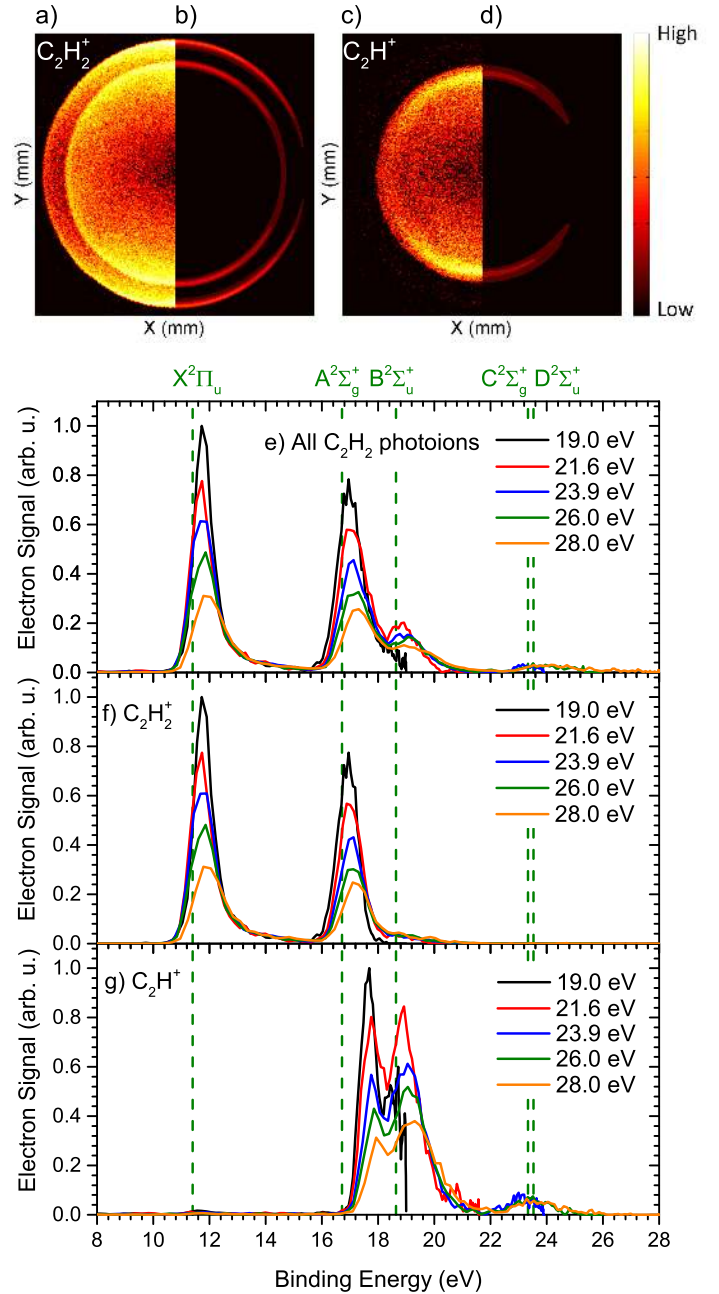 a) b) c) d)
C₂H₂⁺ C₂H⁺ High
Y (mm) Y (mm)
Low
X (mm) X (mm)
X²Πᵤ A²Σg⁺ B²Σᵤ⁺ C²Σg⁺ D²Σᵤ⁺
e) All C₂H₂ photoions
19.0 eV
21.6 eV
23.9 eV
26.0 eV
28.0 eV
Electron Signal (arb. u.)
1.0
0.8
0.6
0.4
0.2
0.0
f) C₂H₂⁺
19.0 eV
21.6 eV
23.9 eV
26.0 eV
28.0 eV
Electron Signal (arb. u.)
1.0
0.8
0.6
0.4
0.2
0.0
g) C₂H⁺
19.0 eV
21.6 eV
23.9 eV
26.0 eV
28.0 eV
Electron Signal (arb. u.)
1.0
0.8
0.6
0.4
0.2
0.0
8 10 12 14 16 18 20 22 24 26 28
Binding Energy (eV)